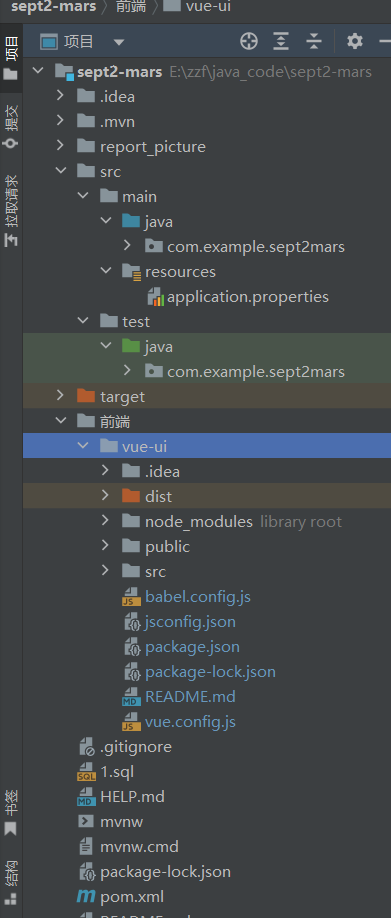 sept2-mars 〉 前端 〉 vue-ui
项目
项目
提交
拉取请求
书签
结构
sept2-mars E:\zzf\java_code\sept2-mars
.idea
.mvn
report_picture
src
main
java
com.example.sept2mars
resources
application.properties
test
java
com.example.sept2mars
target
前端
vue-ui
.idea
dist
node_modules library root
public
src
babel.config.js
jsconfig.json
package.json
package-lock.json
README.md
vue.config.js
.gitignore
1.sql
HELP.md
mvnw
mvnw.cmd
package-lock.json
pom.xml